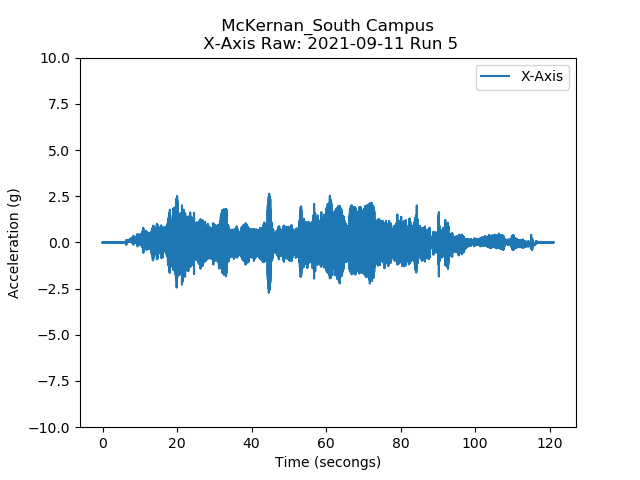 McKernan_South Campus
X-Axis Raw: 2021-09-11 Run 5
X-Axis
10.0
7.5
5.0
2.5
0.0
−2.5
−5.0
−7.5
−10.0
Acceleration (g)
0 20 40 60 80 100 120
Time (secongs)